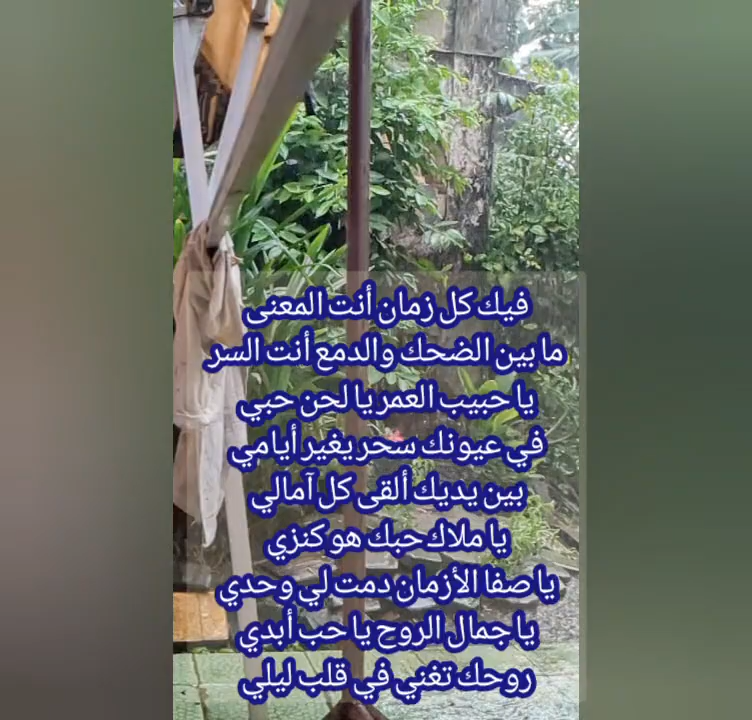 فيك كل زمان أنت المعنى
ما بين الضحك والدمع أنت السر
يا حبيب العمر يا لحن حبي
في عيونك سحر يغير أيامي
بين يديك ألقى كل آمالي
يا ملاك حبك هو كنزي
يا صفا الأزمان دمت لي وحدي
يا جمال الروح يا حب أبدي
روحك تغني في قلب ليلي